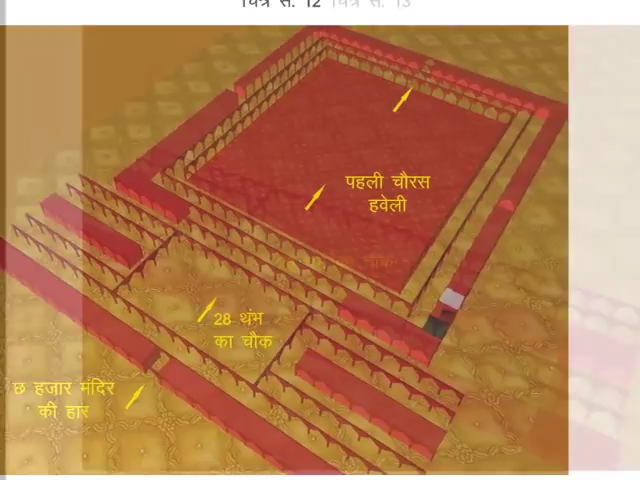 चित्र सं. 12 चित्र सं. 13
पहली चौरस
हवेली
28 थंभ
का चौक
छ हजार मंदिर
की हार